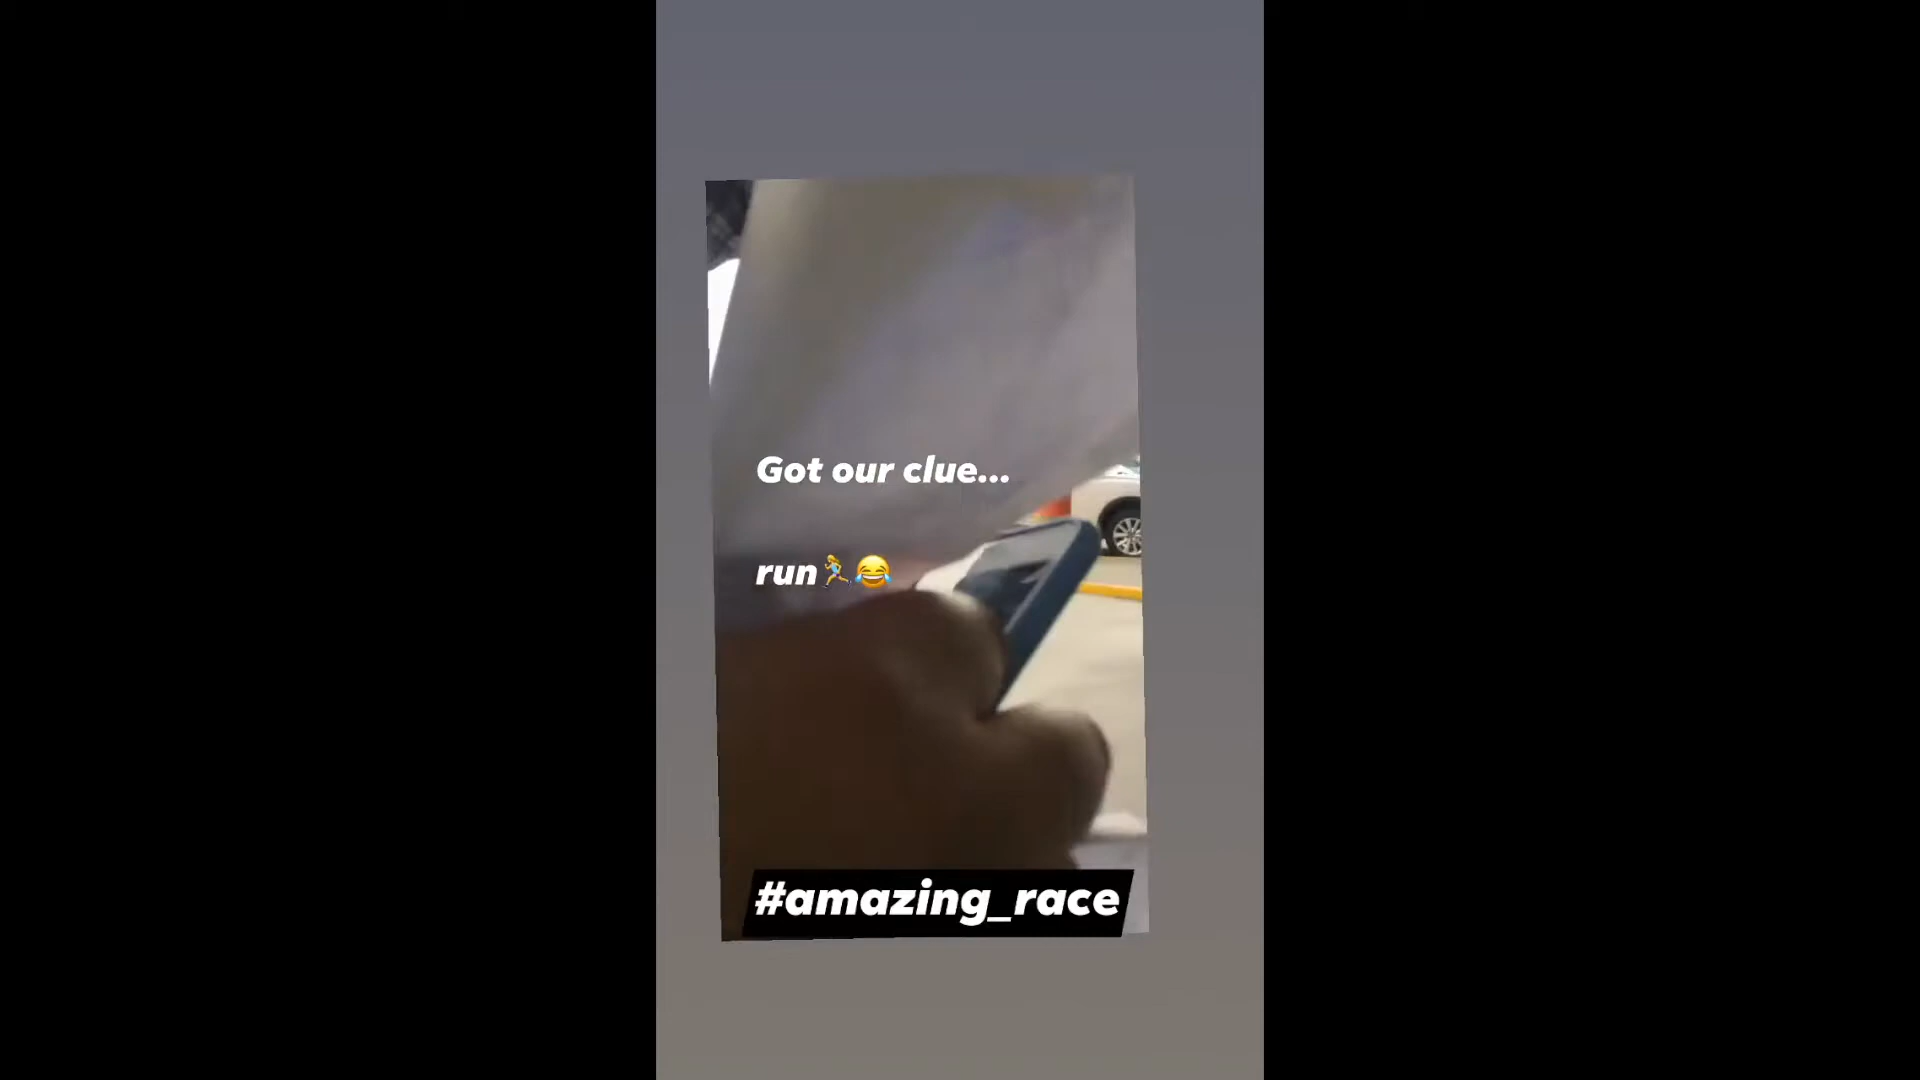 Got our clue...
run🏃‍♀️😂
#amazing_race